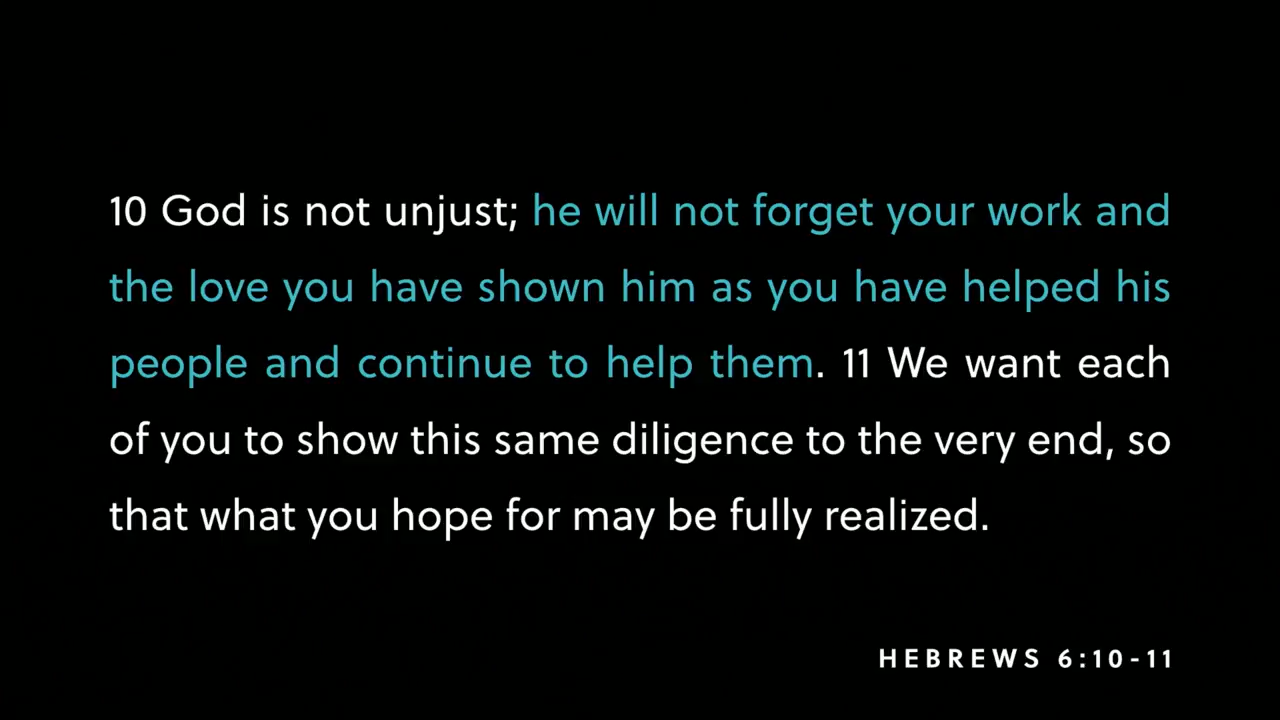 10 God is not unjust; he will not forget your work and
the love you have shown him as you have helped his
people and continue to help them. 11 We want each
of you to show this same diligence to the very end, so
that what you hope for may be fully realized.
HEBREWS 6:10-11